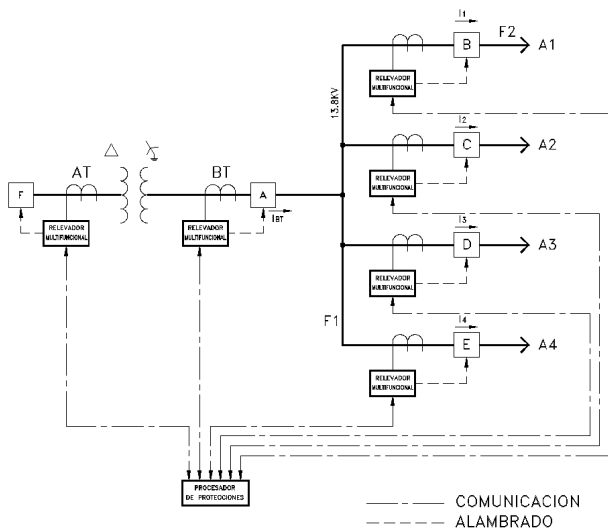 I1
B
F2
A1
RELEVADOR
MULTIFUNCIONAL
13.8KV
I2
C
A2
RELEVADOR
MULTIFUNCIONAL
AT
BT
F
A
IBT
RELEVADOR
MULTIFUNCIONAL
RELEVADOR
MULTIFUNCIONAL
I3
D
A3
RELEVADOR
MULTIFUNCIONAL
F1
I4
E
A4
RELEVADOR
MULTIFUNCIONAL
PROCESADOR
DE PROTECCIONES
COMUNICACION
ALAMBRADO